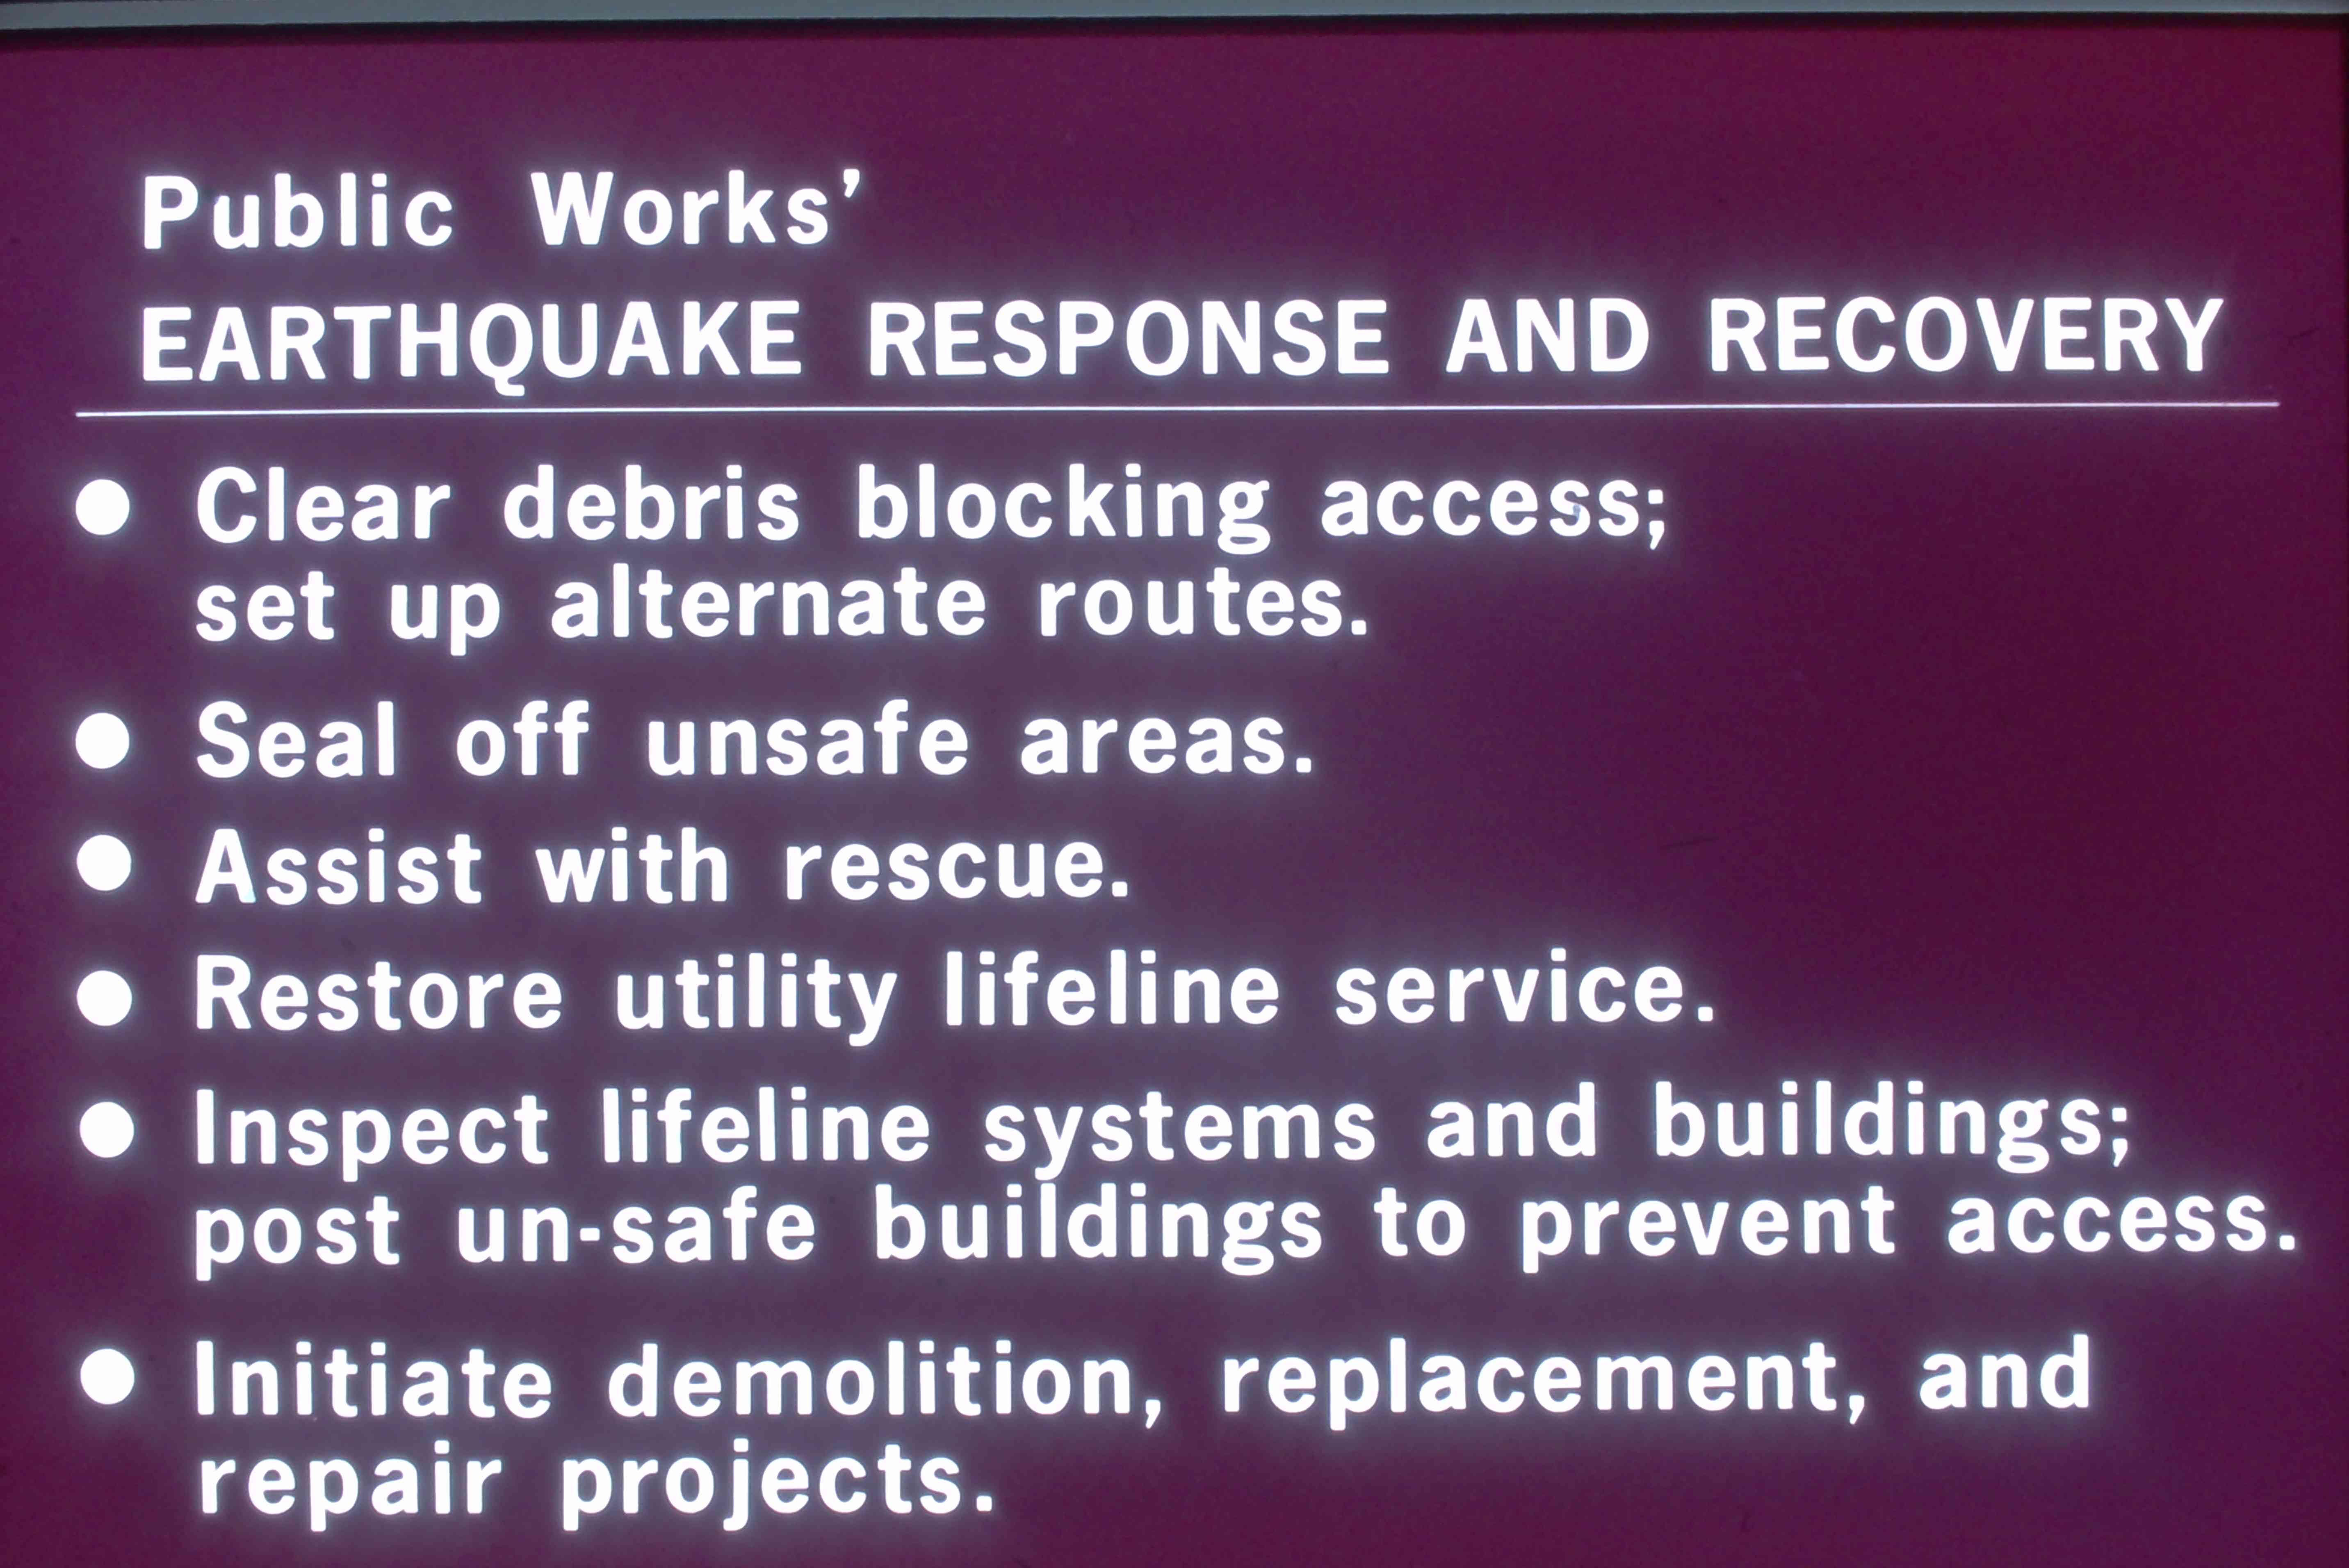 Public Works’
EARTHQUAKE RESPONSE AND RECOVERY
● Clear debris blocking access;
set up alternate routes.
● Seal off unsafe areas.
● Assist with rescue.
● Restore utility lifeline service.
● Inspect lifeline systems and buildings;
post un-safe buildings to prevent access.
● Initiate demolition, replacement, and
repair projects.